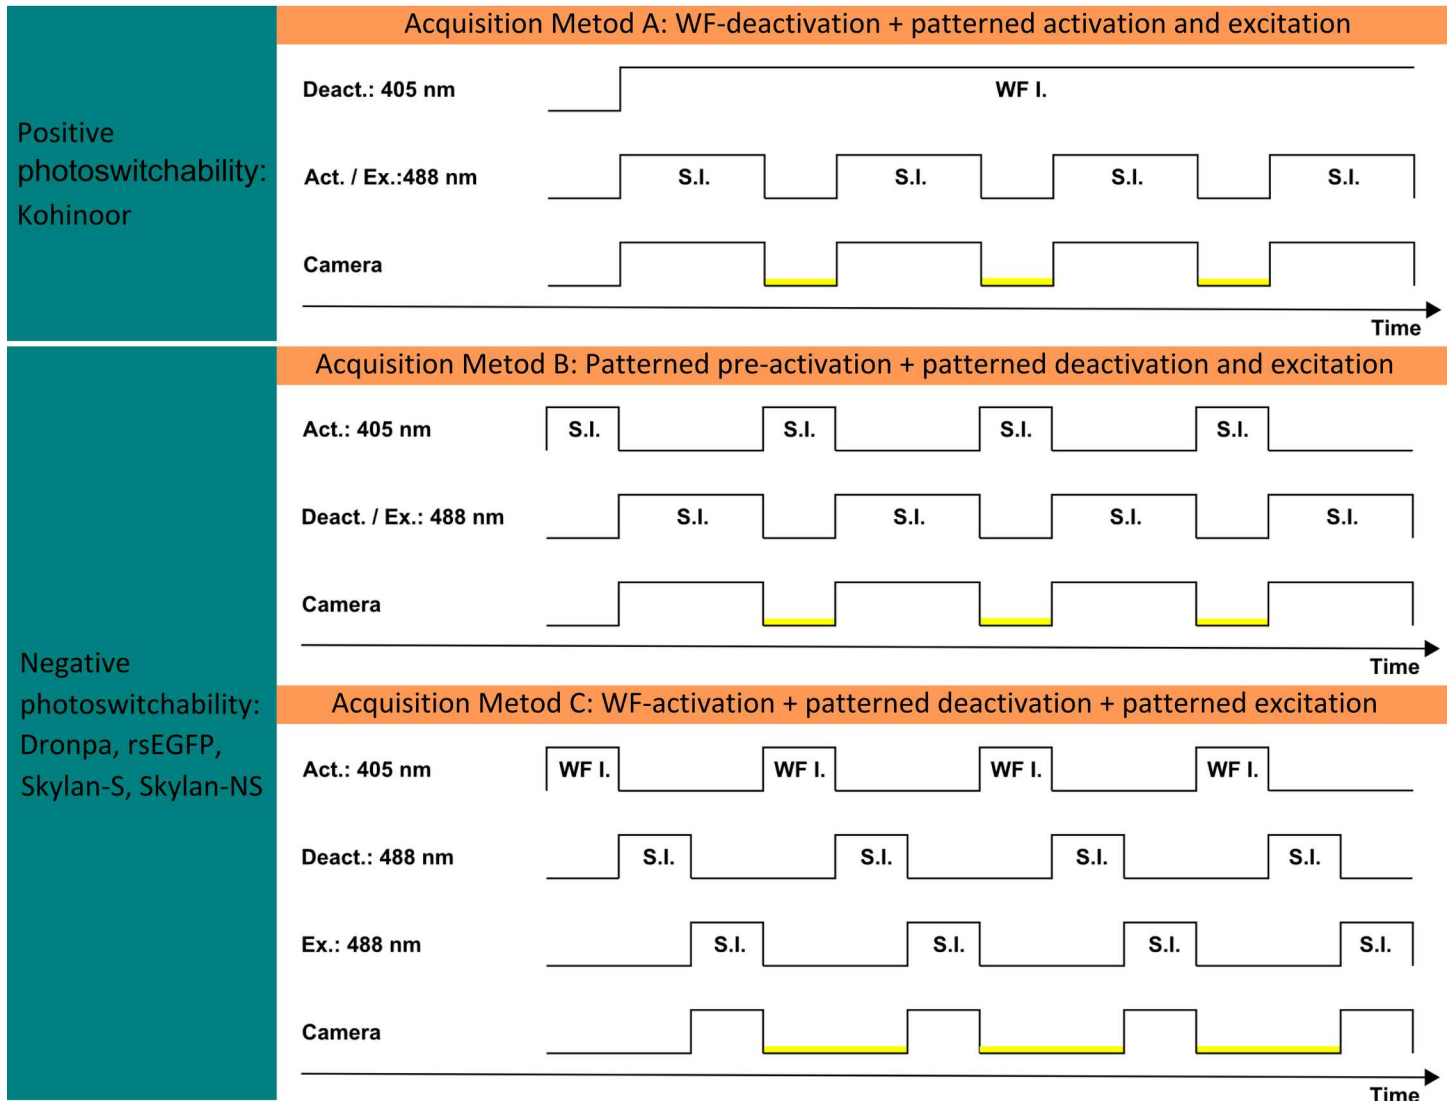 Acquisition Metod A: WF-deactivation + patterned activation and excitation
Positive
photoswitchability:
Kohinoor
Deact.: 405 nm
WF I.
Act. / Ex.:488 nm
S.I.
S.I.
S.I.
S.I.
Camera
Time
Acquisition Metod B: Patterned pre-activation + patterned deactivation and excitation
Negative
photoswitchability:
Dronpa, rsEGFP,
Skylan-S, Skylan-NS
Act.: 405 nm
S.I.
S.I.
S.I.
S.I.
Deact. / Ex.: 488 nm
S.I.
S.I.
S.I.
S.I.
Camera
Time
Acquisition Metod C: WF-activation + patterned deactivation + patterned excitation
Act.: 405 nm
WF I.
WF I.
WF I.
WF I.
Deact.: 488 nm
S.I.
S.I.
S.I.
S.I.
Ex.: 488 nm
S.I.
S.I.
S.I.
S.I.
Camera
Time